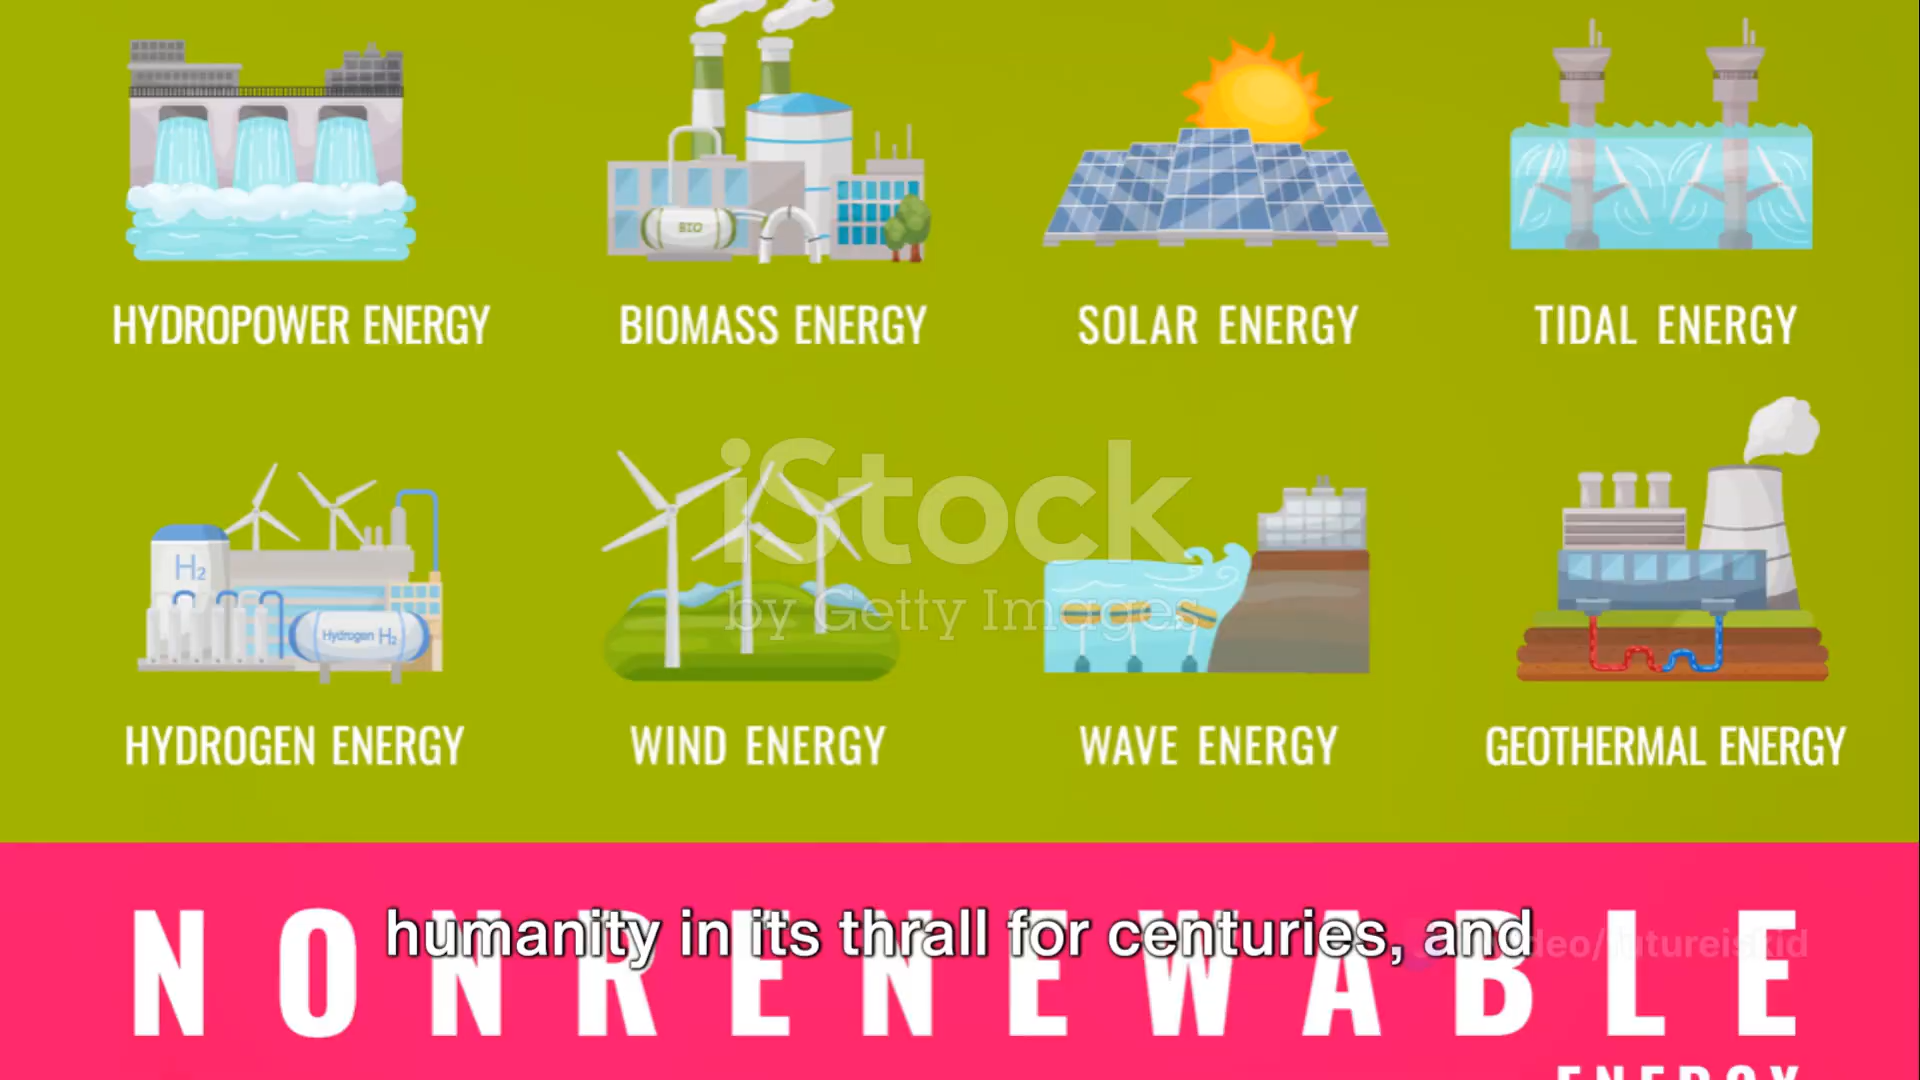 BIO
HYDROPOWER ENERGY
BIOMASS ENERGY
SOLAR ENERGY
TIDAL ENERGY
iStock
by Getty Images
H2
Hydrogen H2
HYDROGEN ENERGY
WIND ENERGY
WAVE ENERGY
GEOTHERMAL ENERGY
NONRENEWABLE
humanity in its thrall for centuries, and
ENERGY